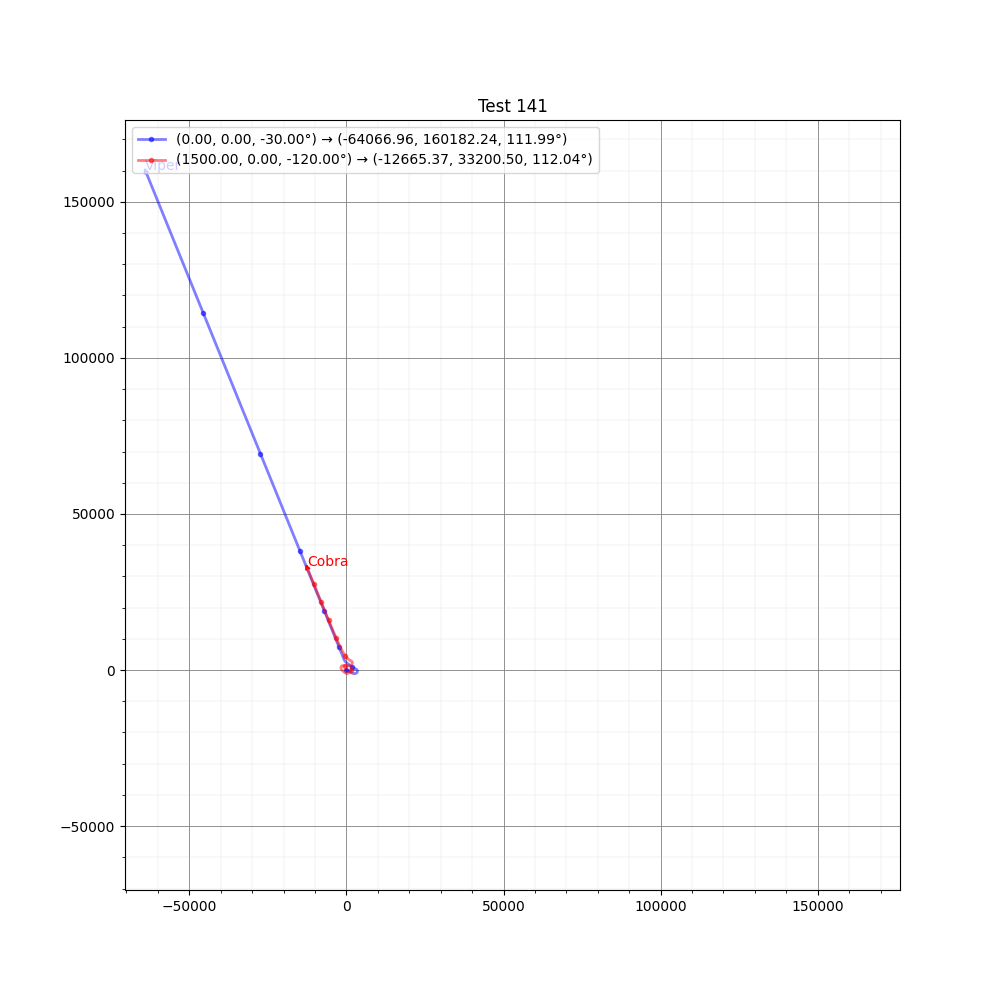 Test 141
(0.00, 0.00, -30.00°) → (-64066.96, 160182.24, 111.99°)
(1500.00, 0.00, -120.00°) → (-12665.37, 33200.50, 112.04°)
Viper
150000
100000
50000
Cobra
0
−50000
−50000 0 50000 100000 150000